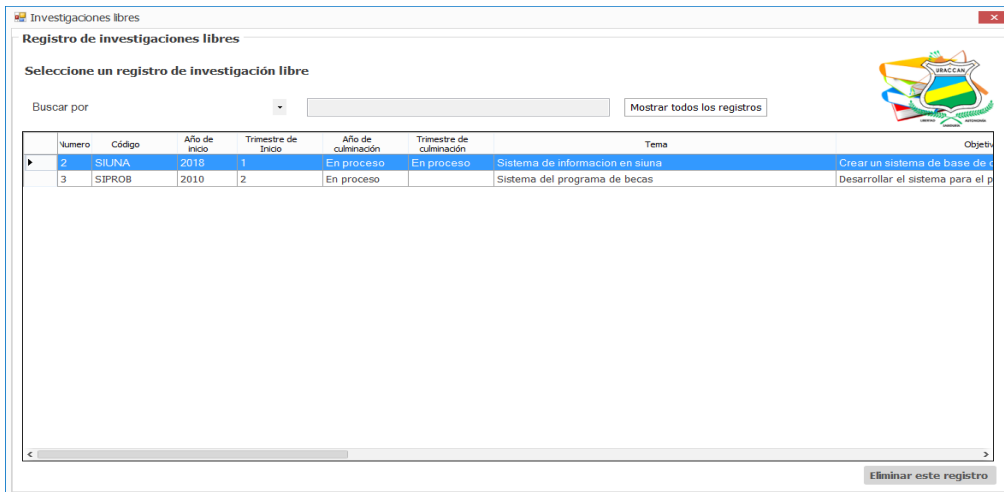 Investigaciones libres
Registro de investigaciones libres
Seleccione un registro de investigación libre
URACCAN
LIBERTAD AUTONOMÍA
Buscar por Mostrar todos los registros
Numero Código Año de inicio Trimestre de Inicio Año de culminación Trimestre de culminación Tema Objetiv
2 SIUNA 2018 1 En proceso En proceso Sistema de informacion en siuna Crear un sistema de base de
3 SIPROB 2010 2 En proceso Sistema del programa de becas Desarrollar el sistema para el p
Eliminar este registro